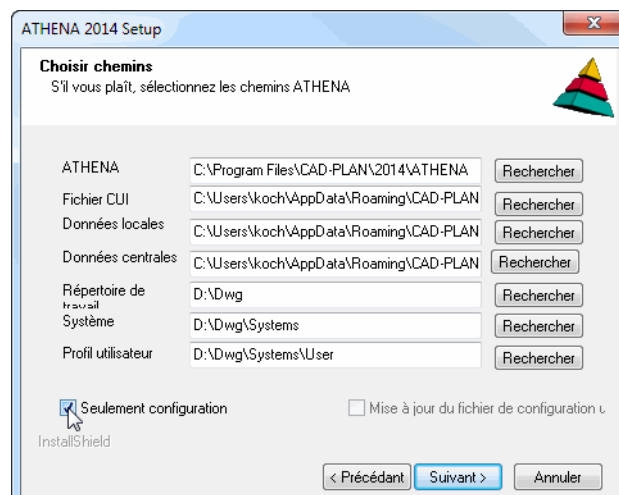 ATHENA 2014 Setup
Choisir chemins
S'il vous plaît, sélectionnez les chemins ATHENA
ATHENA C:\Program Files\CAD-PLAN\2014\ATHENA Rechercher
Fichier CUI C:\Users\koch\AppData\Roaming\CAD-PLAN Rechercher
Données locales C:\Users\koch\AppData\Roaming\CAD-PLAN Rechercher
Données centrales C:\Users\koch\AppData\Roaming\CAD-PLAN Rechercher
Répertoire de travail D:\Dwg Rechercher
Système D:\Dwg\Systems Rechercher
Profil utilisateur D:\Dwg\Systems\User Rechercher
Seulement configuration Mise à jour du fichier de configuration
InstallShield
< Précédant Suivant > Annuler